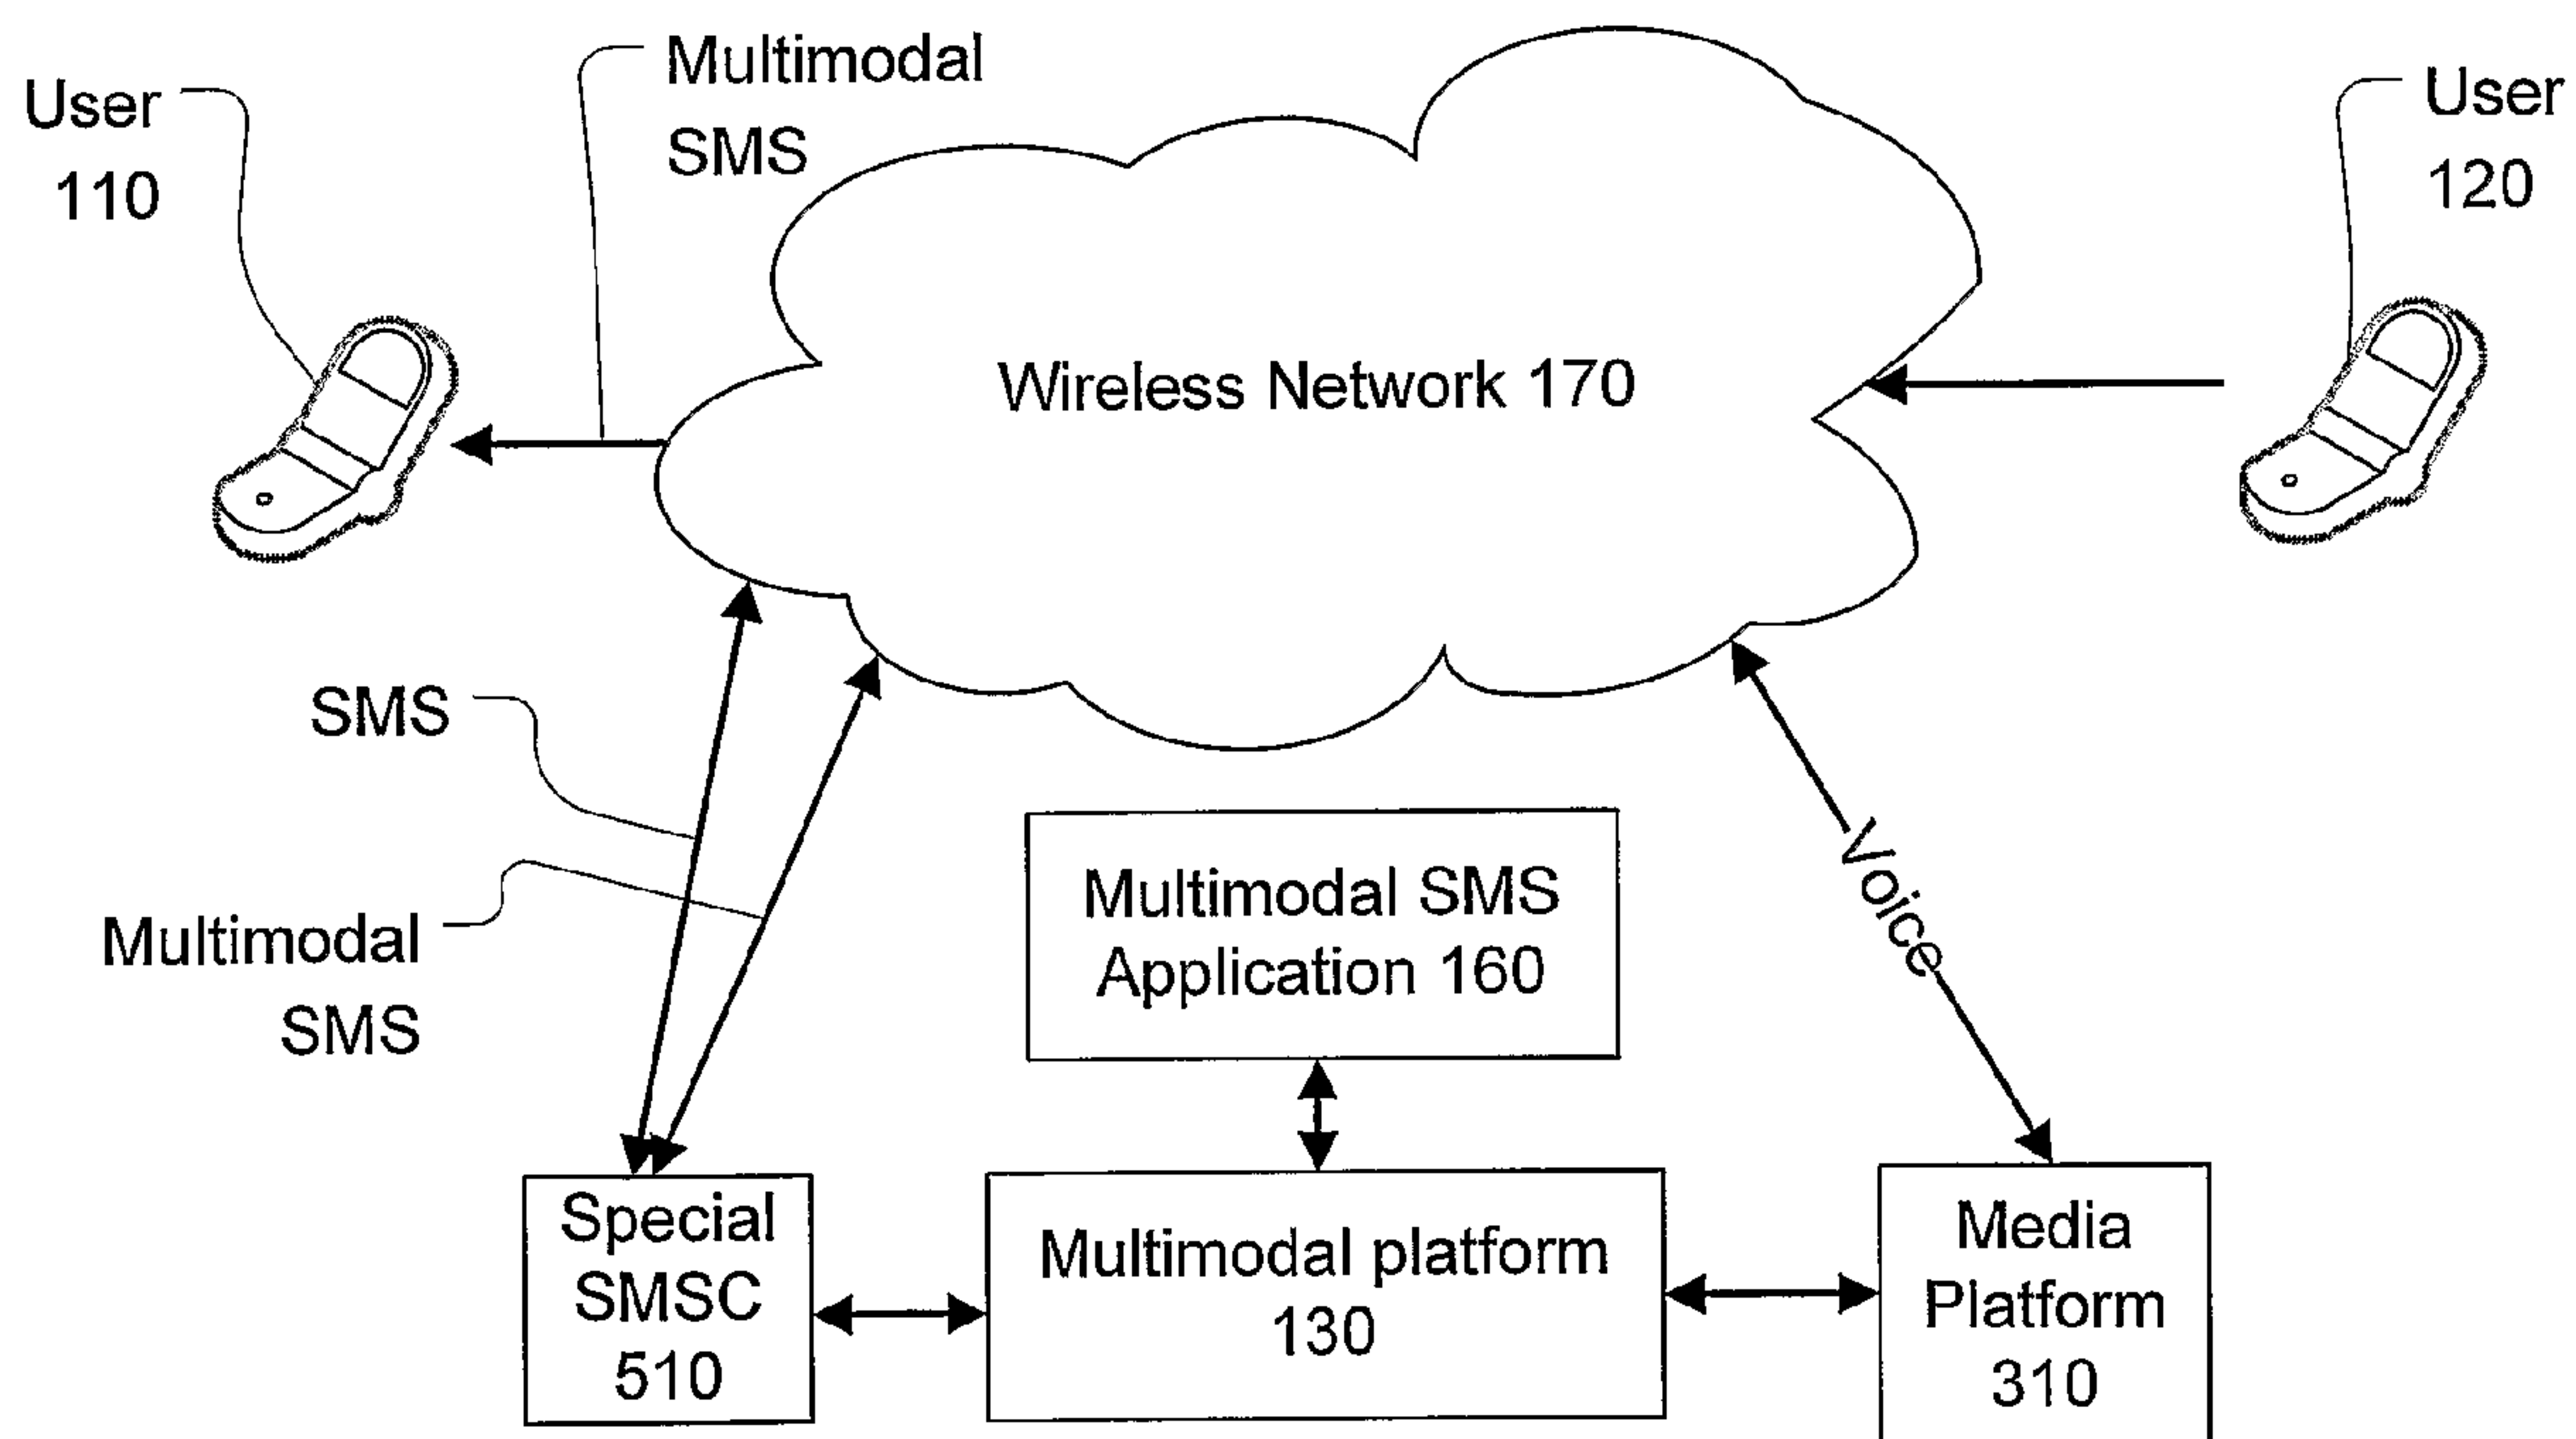 User
110
Multimodal
SMS
User
120
Wireless Network 170
SMS
Multimodal
SMS
Multimodal SMS
Application 160
Voice
Special
SMSC
510
Multimodal platform
130
Media
Platform
310